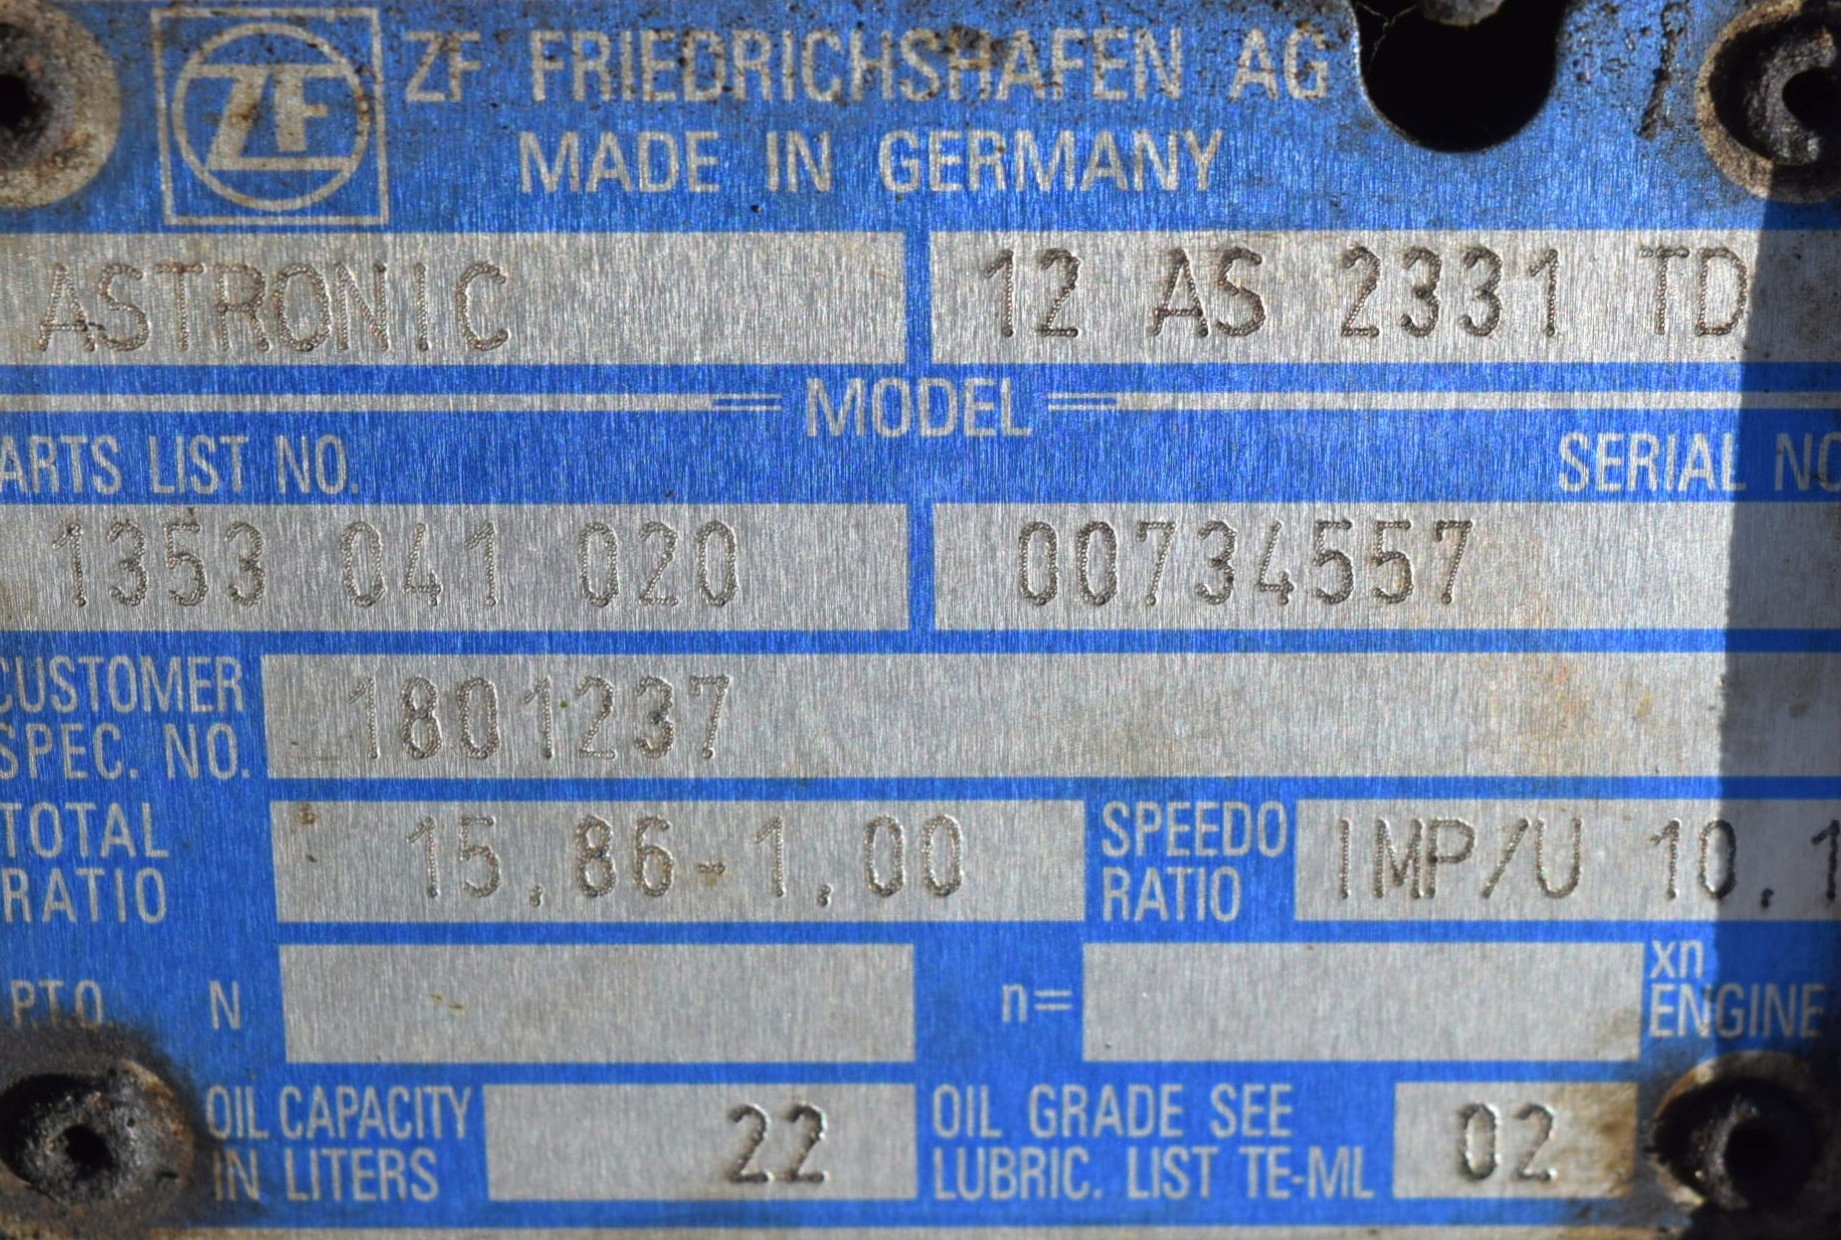 ZF ZF FRIEDRICHSHAFEN AG
MADE IN GERMANY
ASTRONIC 12 AS 2331 TD
MODEL
ARTS LIST NO. SERIAL NO
1353 041 020 00734557
CUSTOMER
SPEC. NO. 1801237
TOTAL
RATIO 15,86-1,00 SPEEDO
RATIO IMP/U 10,1
P.T.O. N n= xn
ENGINE
OIL CAPACITY
IN LITERS 22 OIL GRADE SEE
LUBRIC. LIST TE-ML 02